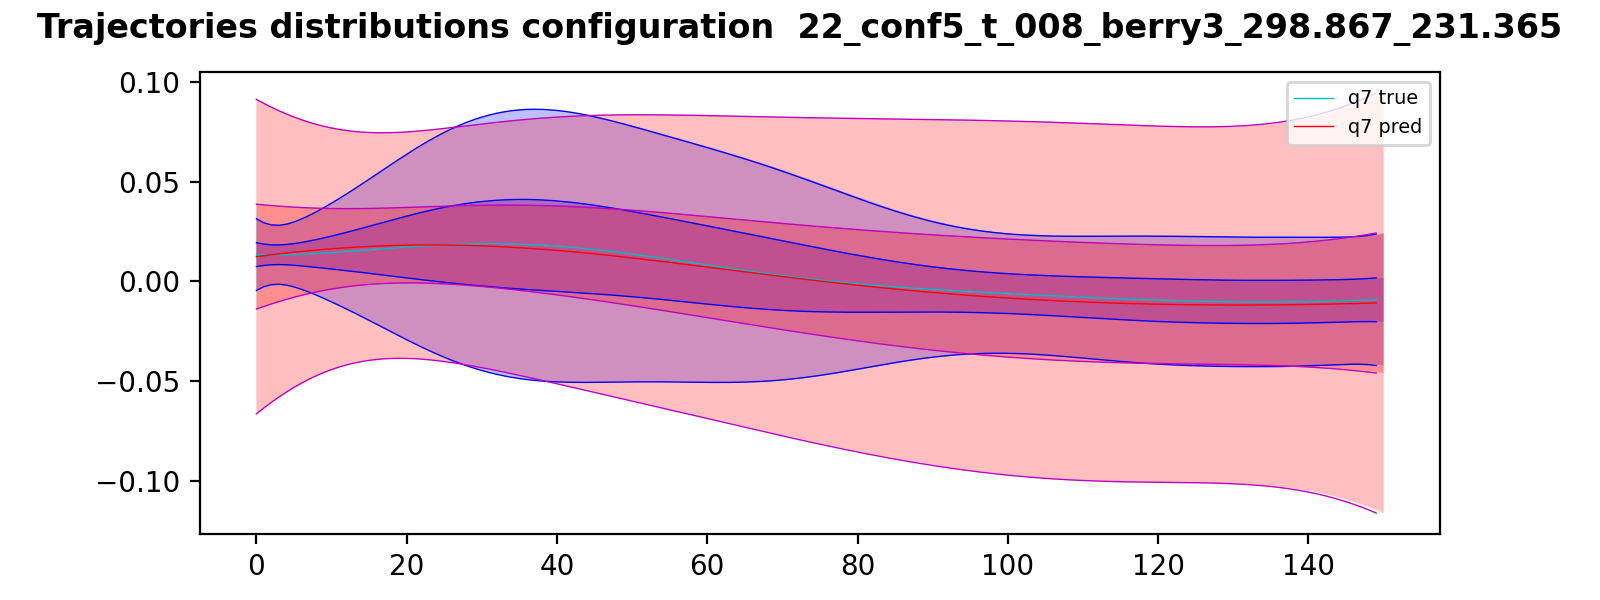 Trajectories distributions configuration  22_conf5_t_008_berry3_298.867_231.365
0.10
0.05
0.00
−0.05
−0.10
q7 true
q7 pred
0 20 40 60 80 100 120 140